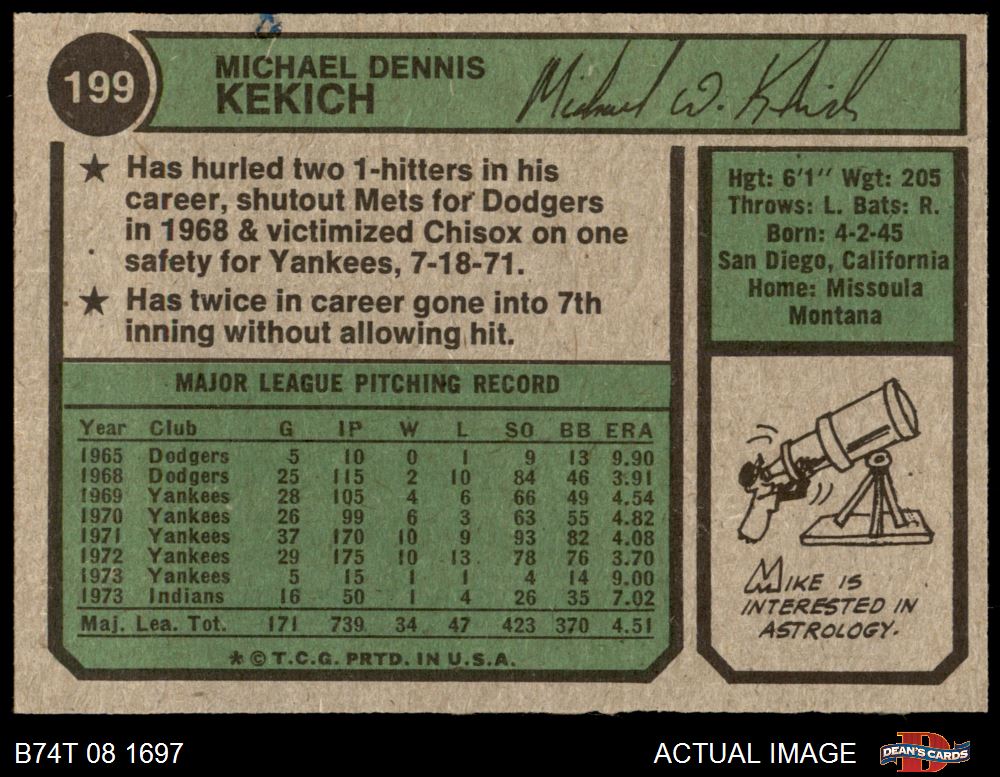 199
MICHAEL DENNIS
KEKICH
Michael D. Kekich
★ Has hurled two 1-hitters in his
career, shutout Mets for Dodgers
in 1968 & victimized Chisox on one
safety for Yankees, 7-18-71.
★ Has twice in career gone into 7th
inning without allowing hit.
Hgt: 6'1" Wgt: 205
Throws: L. Bats: R.
Born: 4-2-45
San Diego, California
Home: Missoula
Montana
MAJOR LEAGUE PITCHING RECORD
Year Club G IP W L SO BB ERA
1965 Dodgers 5 10 0 1 9 13 9.90
1968 Dodgers 25 115 2 10 84 46 3.91
1969 Yankees 28 105 4 6 66 49 4.54
1970 Yankees 26 99 6 3 63 55 4.82
1971 Yankees 37 170 10 9 93 82 4.08
1972 Yankees 29 175 10 13 78 76 3.70
1973 Yankees 5 15 1 1 4 14 9.00
1973 Indians 16 50 1 4 26 35 7.02
Maj. Lea. Tot. 171 739 34 47 423 370 4.51
* © T.C.G. PRTD. IN U.S.A.
MIKE IS
INTERESTED IN
ASTROLOGY.
B74T 08 1697
ACTUAL IMAGE
DEAN'S CARDS